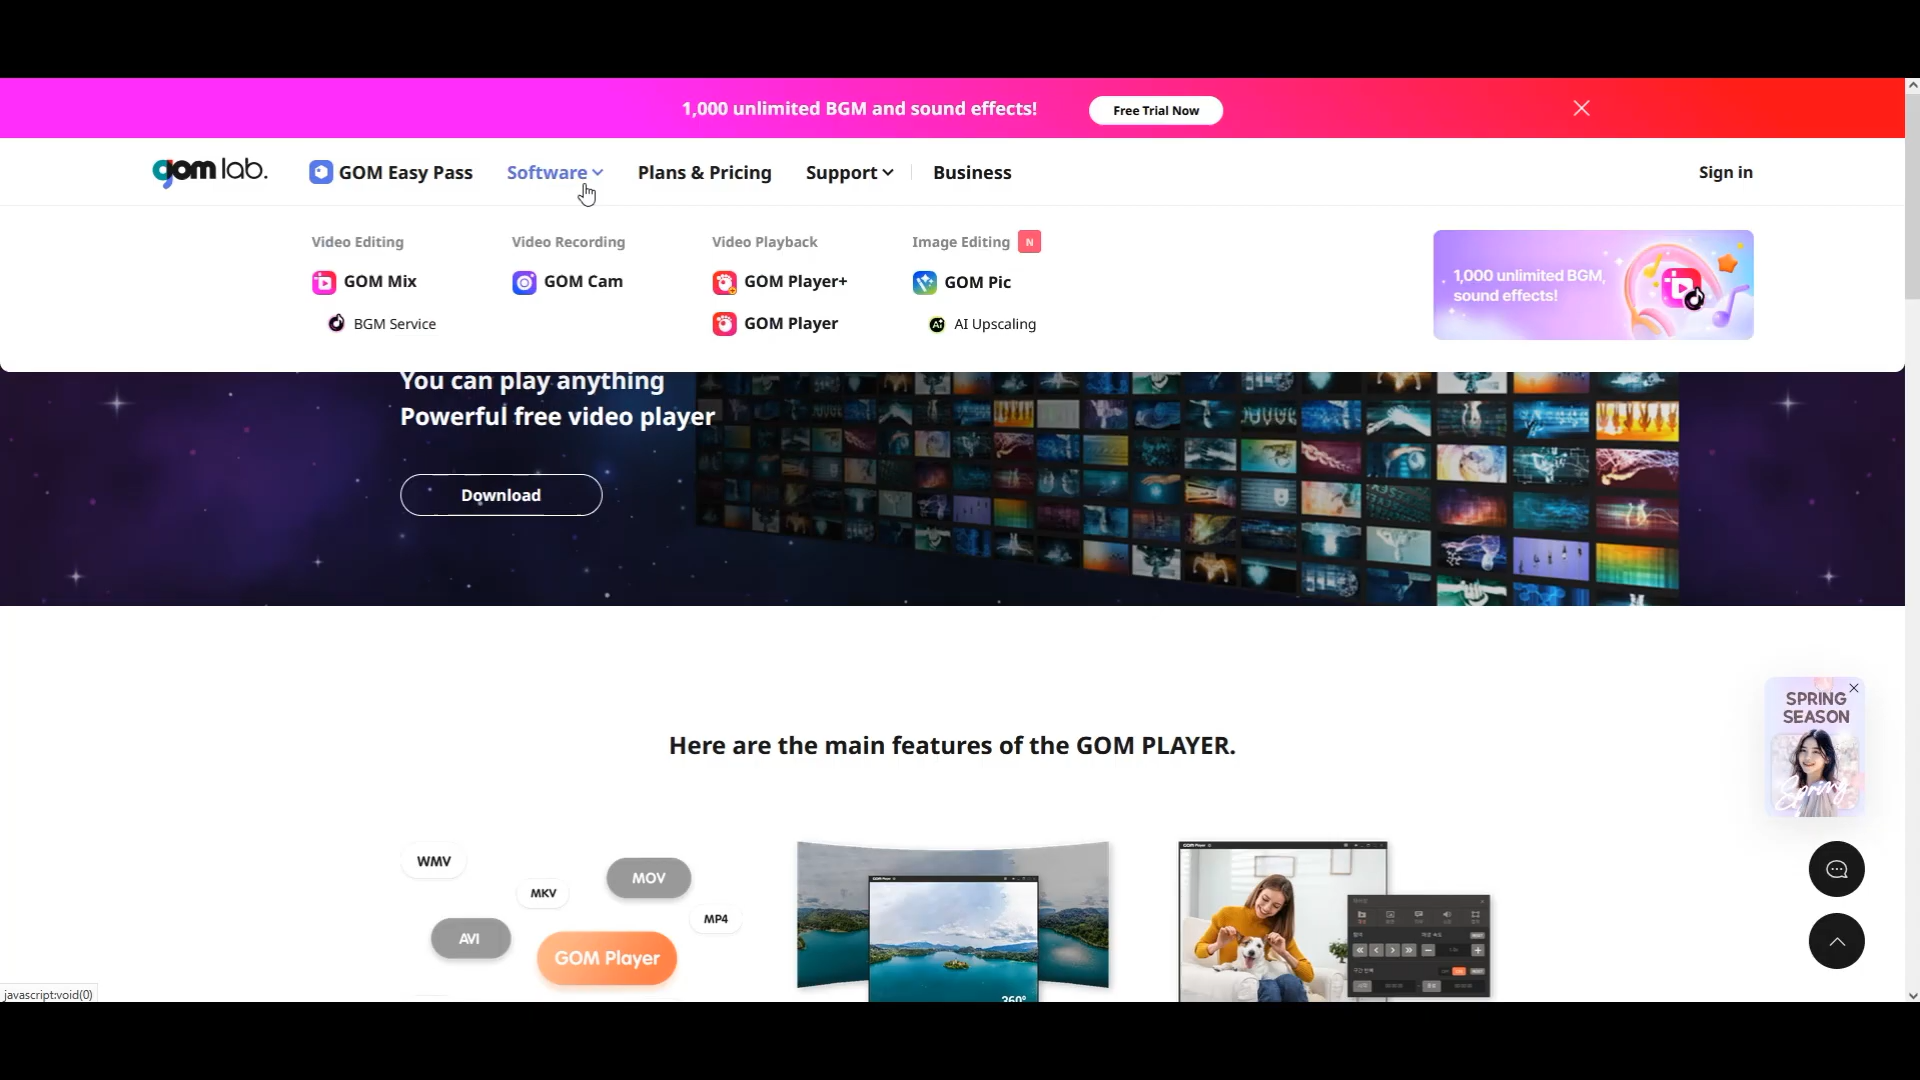 1,000 unlimited BGM and sound effects!
Free Trial Now
gom lab.
GOM Easy Pass
Software
Plans & Pricing
Support
Business
Sign in
Video Editing
Video Recording
Video Playback
Image Editing
N
GOM Mix
GOM Cam
GOM Player+
GOM Pic
BGM Service
GOM Player
AI Upscaling
1,000 unlimited BGM,
sound effects!
You can play anything
Powerful free video player
Download
SPRING
SEASON
Spring
Here are the main features of the GOM PLAYER.
WMV
MKV
MOV
MP4
AVI
GOM Player
360°
javascript:void(0)